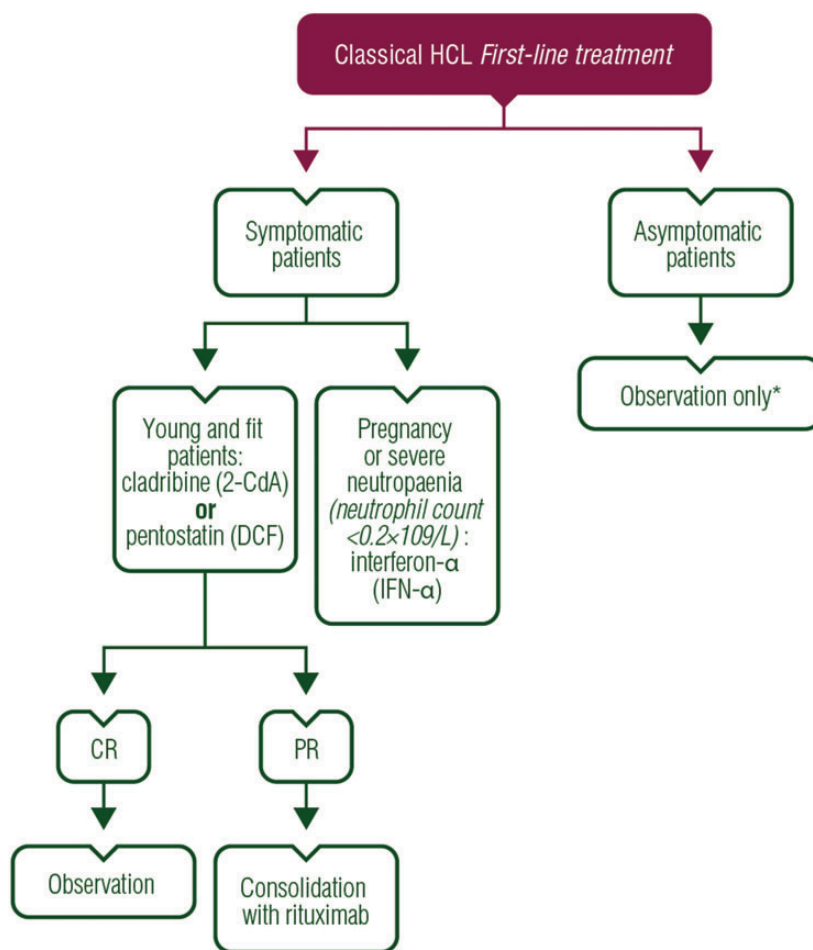 Classical HCL First-line treatment
Symptomatic
patients
Asymptomatic
patients
Observation only*
Young and fit
patients:
cladribine (2-CdA)
or
pentostatin (DCF)
Pregnancy
or severe
neutropaenia
(neutrophil count
<0.2×109/L) :
interferon-α
(IFN-α)
CR
PR
Observation
Consolidation
with rituximab